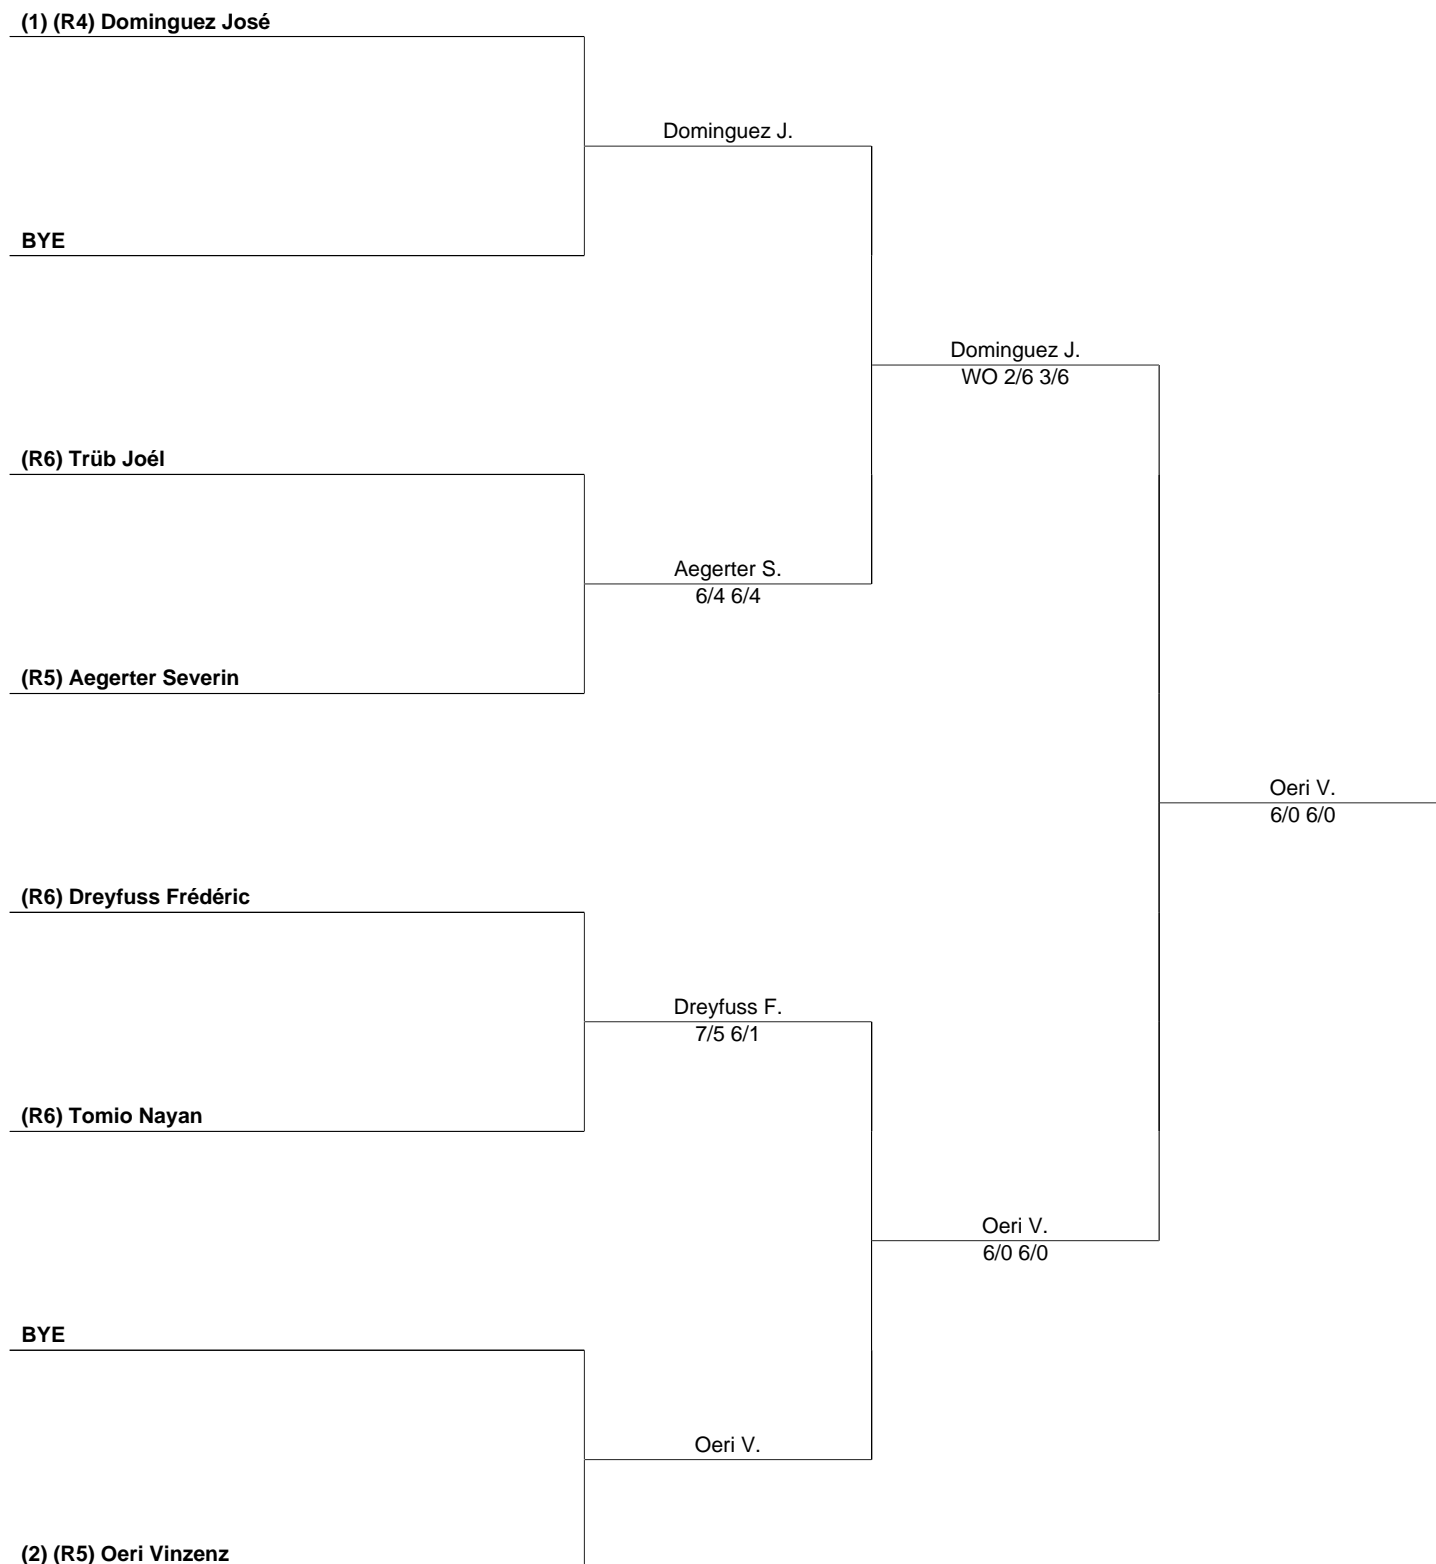 (1) (R4) Dominguez José
Dominguez J.
BYE
Dominguez J.
WO 2/6 3/6
(R6) Trüb Joél
Aegerter S.
6/4 6/4
(R5) Aegerter Severin
Oeri V.
6/0 6/0
(R6) Dreyfuss Frédéric
Dreyfuss F.
7/5 6/1
(R6) Tomio Nayan
Oeri V.
6/0 6/0
BYE
Oeri V.
(2) (R5) Oeri Vinzenz